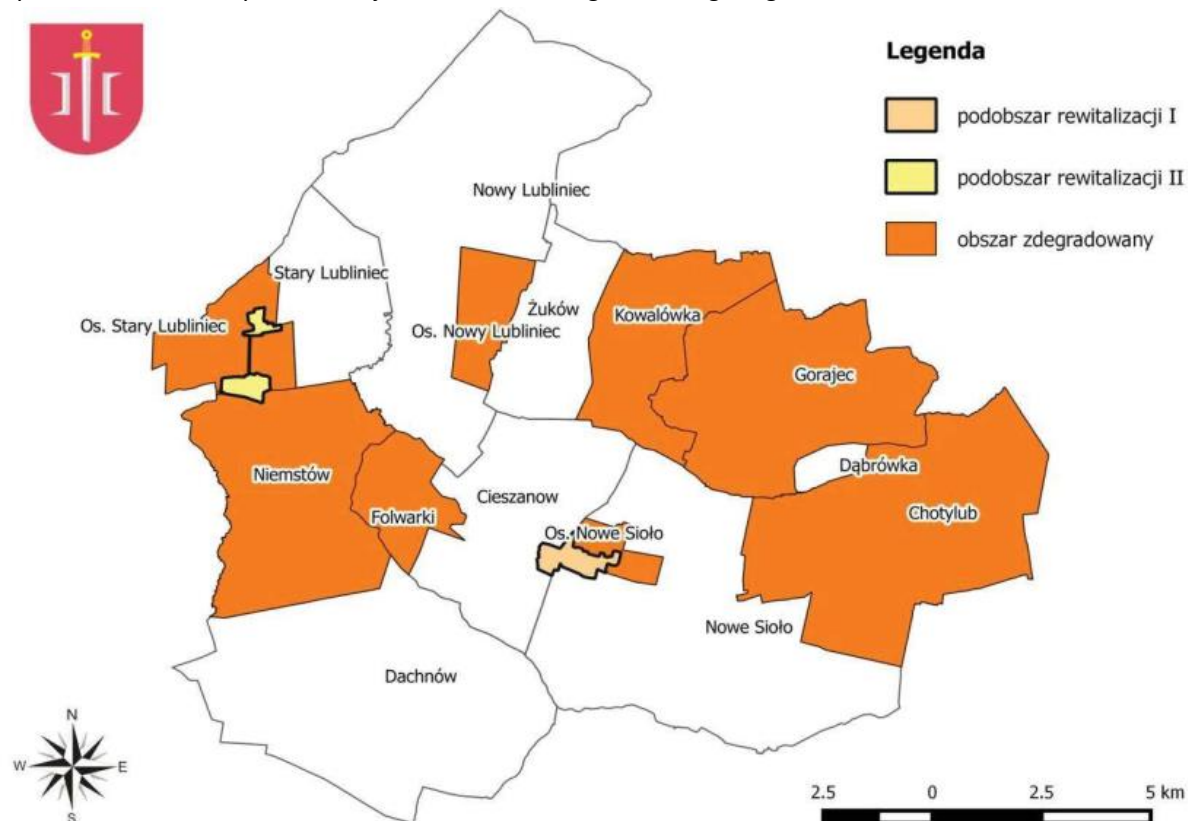 Legenda
podobszar rewitalizacji I
podobszar rewitalizacji II
obszar zdegradowany
Nowy Lubliniec
Stary Lubliniec
Os. Stary Lubliniec
Os. Nowy Lubliniec
Żuków
Kowalówka
Gorajec
Dąbrówka
Niemstów
Folwarki
Cieszanow
Chotylub
Os. Nowe Sioło
Nowe Sioło
Dachnów
N
W E
S
2.5 0 2.5 5 km